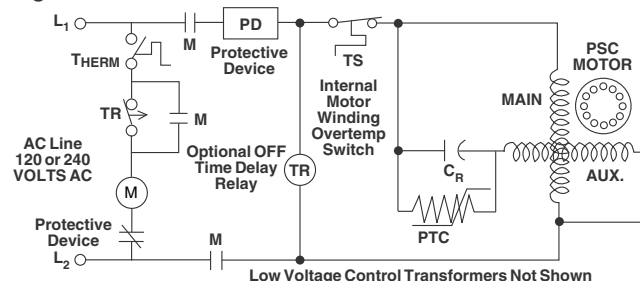 L1
THERM
TR
M
AC Line
120 or 240
VOLTS AC
M
Protective
Device
L2
M
PD
Protective
Device
TS
Internal
Motor
Winding
Overtemp
Switch
Optional OFF
Time Delay
Relay
TR
M
MAIN
PSC
MOTOR
CR
AUX.
PTC
Low Voltage Control Transformers Not Shown